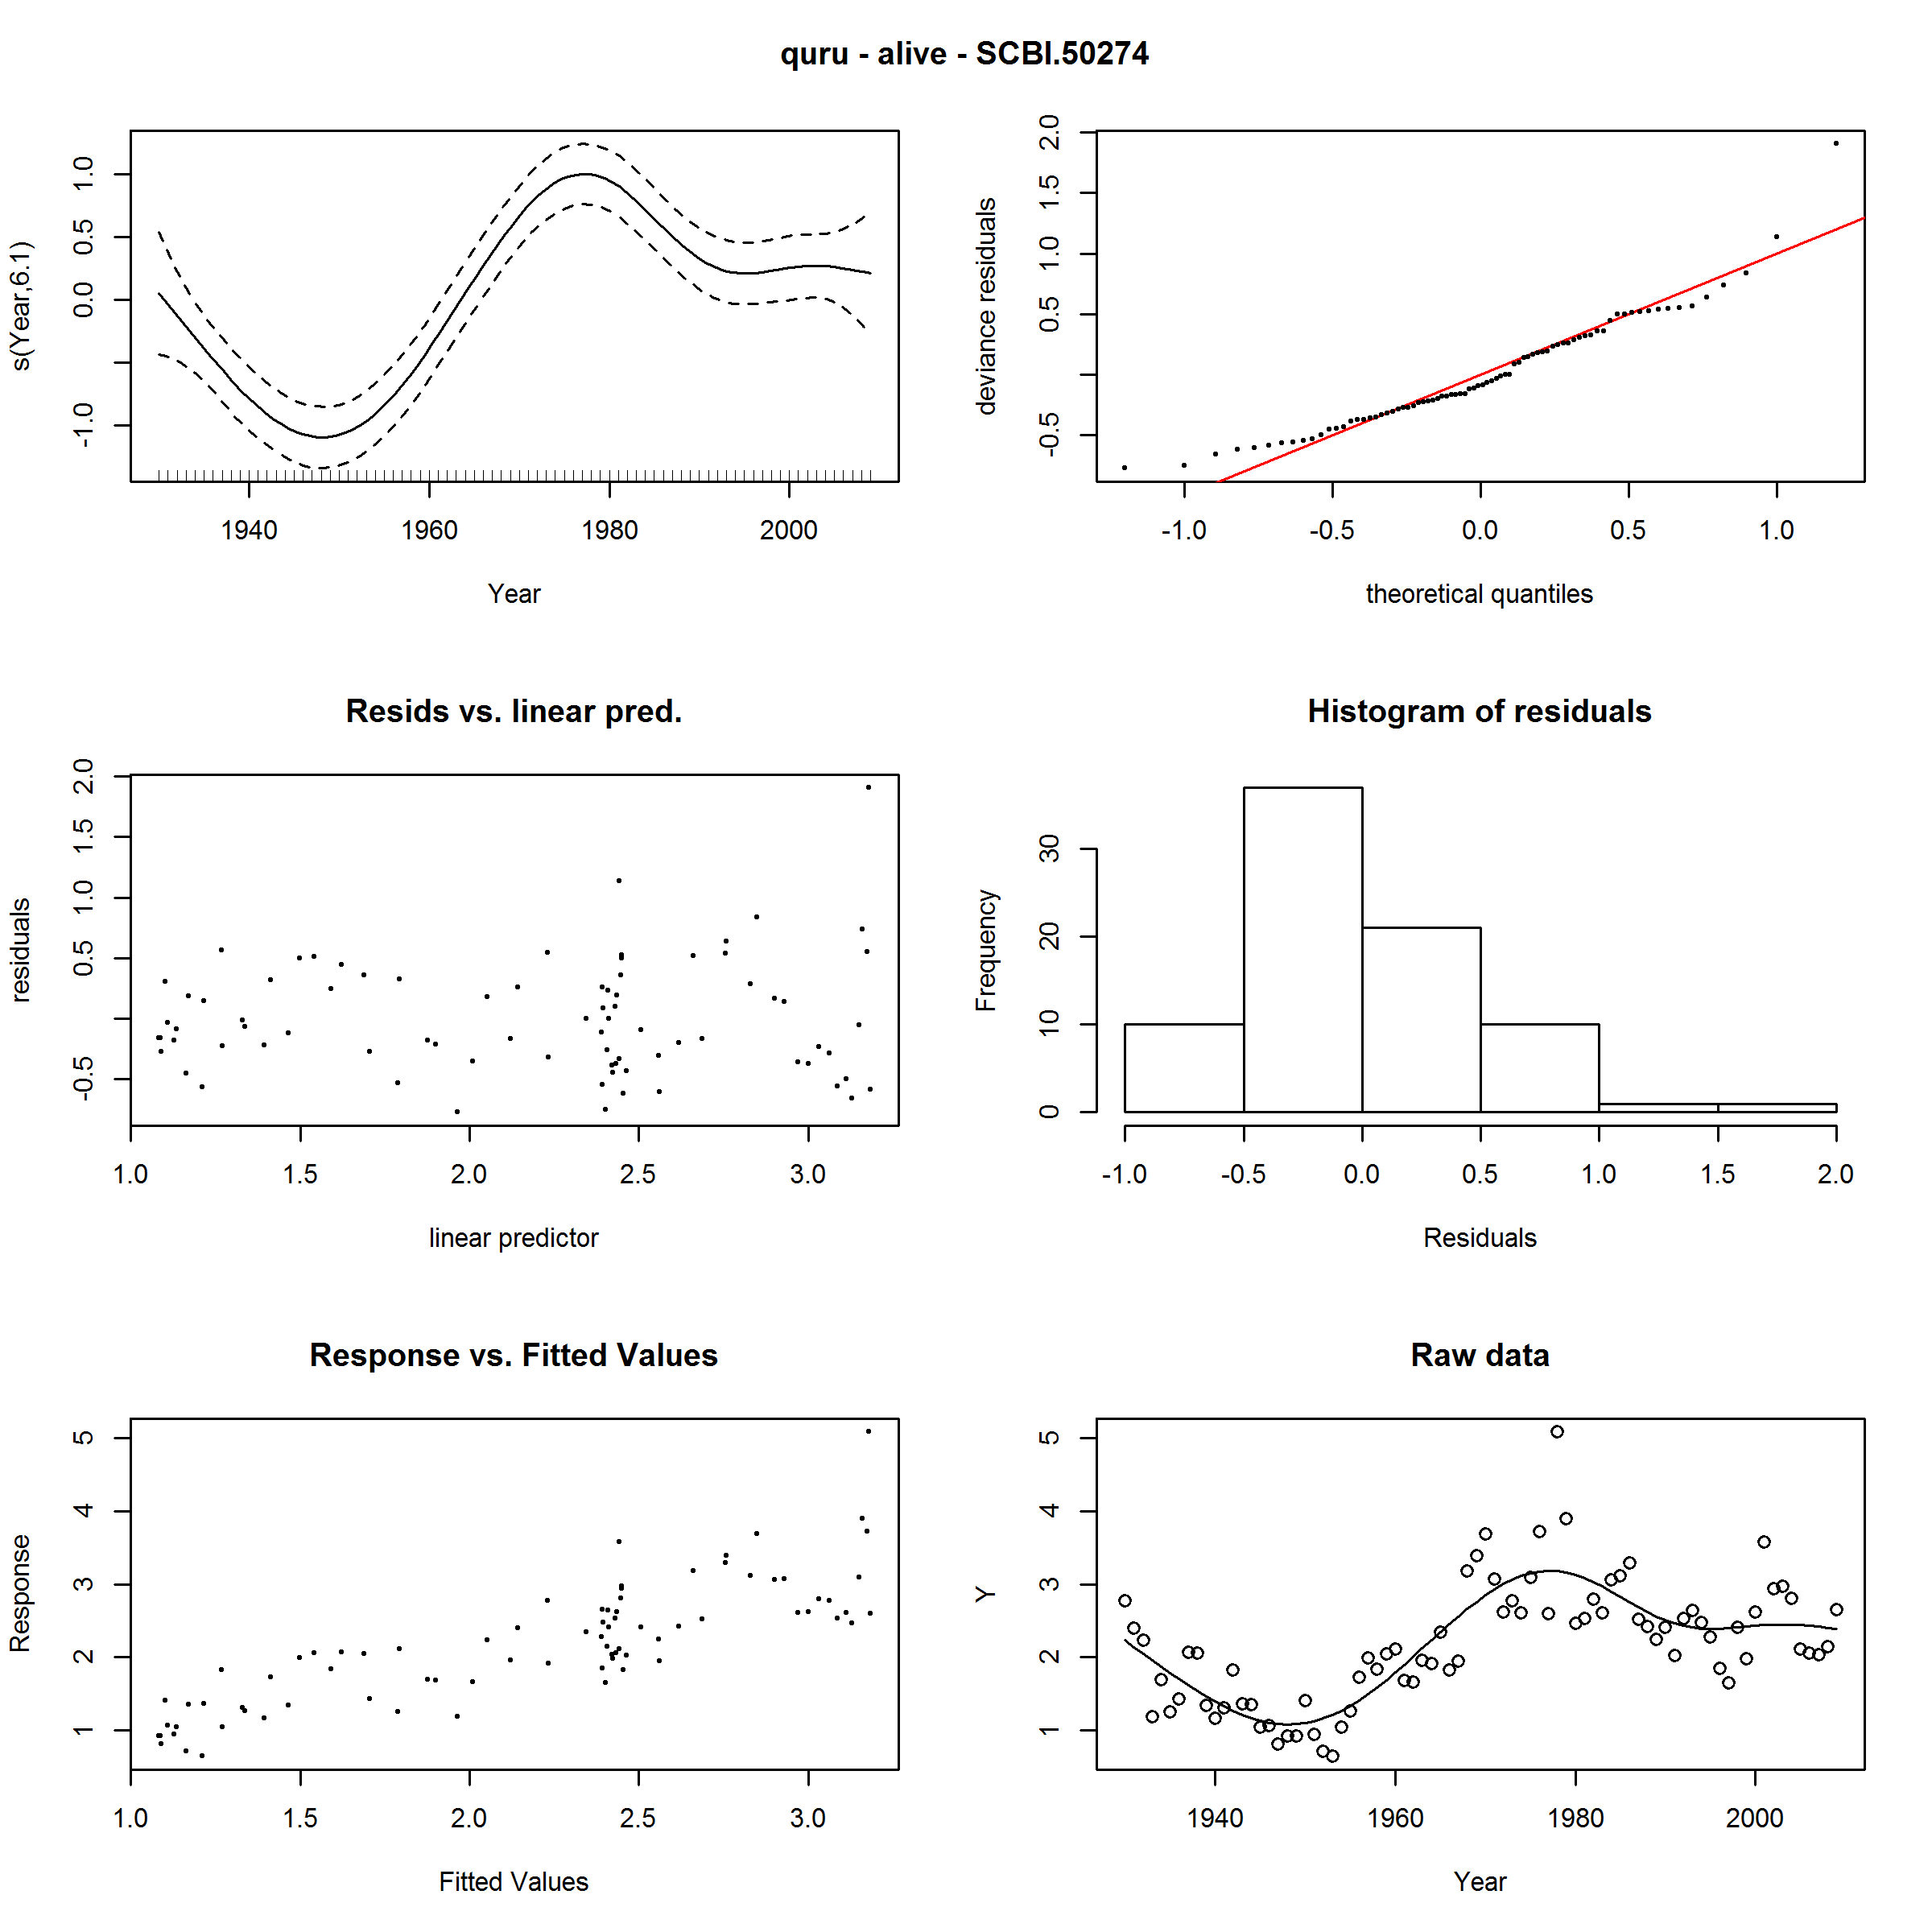 quru - alive - SCBI.50274
s(Year,6.1)
1.0
0.5
0.0
-1.0
1940 1960 1980 2000
Year
deviance residuals
2.0
1.5
1.0
0.5
-0.5
-1.0 -0.5 0.0 0.5 1.0
theoretical quantiles
Resids vs. linear pred.
residuals
2.0
1.5
1.0
0.5
-0.5
1.0 1.5 2.0 2.5 3.0
linear predictor
Histogram of residuals
Frequency
30
20
10
0
-1.0 -0.5 0.0 0.5 1.0 1.5 2.0
Residuals
Response vs. Fitted Values
Response
5
4
3
2
1
1.0 1.5 2.0 2.5 3.0
Fitted Values
Raw data
Y
5
4
3
2
1
1940 1960 1980 2000
Year